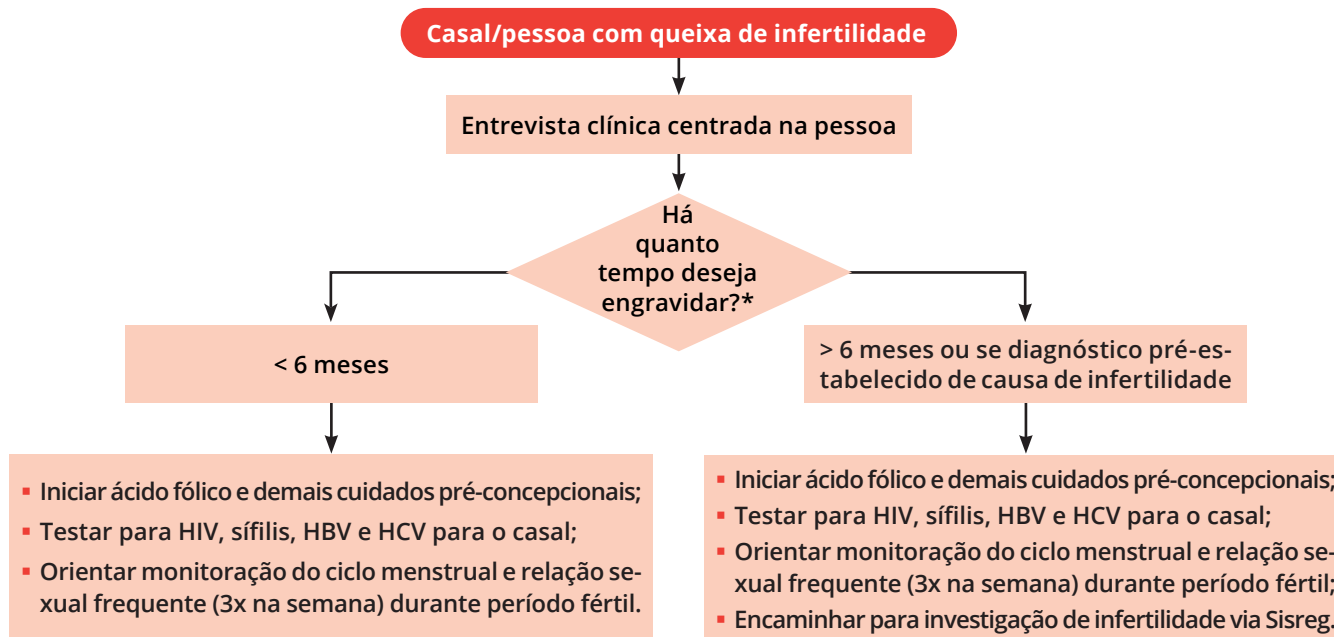 Casal/pessoa com queixa de infertilidade
Entrevista clínica centrada na pessoa
Há
quanto
tempo deseja
engravidar?*
< 6 meses
> 6 meses ou se diagnóstico pré-es-
tabelecido de causa de infertilidade
▪ Iniciar ácido fólico e demais cuidados pré-concepcionais;
▪ Testar para HIV, sífilis, HBV e HCV para o casal;
▪ Orientar monitoração do ciclo menstrual e relação se-
xual frequente (3x na semana) durante período fértil.
▪ Iniciar ácido fólico e demais cuidados pré-concepcionais;
▪ Testar para HIV, sífilis, HBV e HCV para o casal;
▪ Orientar monitoração do ciclo menstrual e relação se-
xual frequente (3x na semana) durante período fértil;
▪ Encaminhar para investigação de infertilidade via Sisreg.